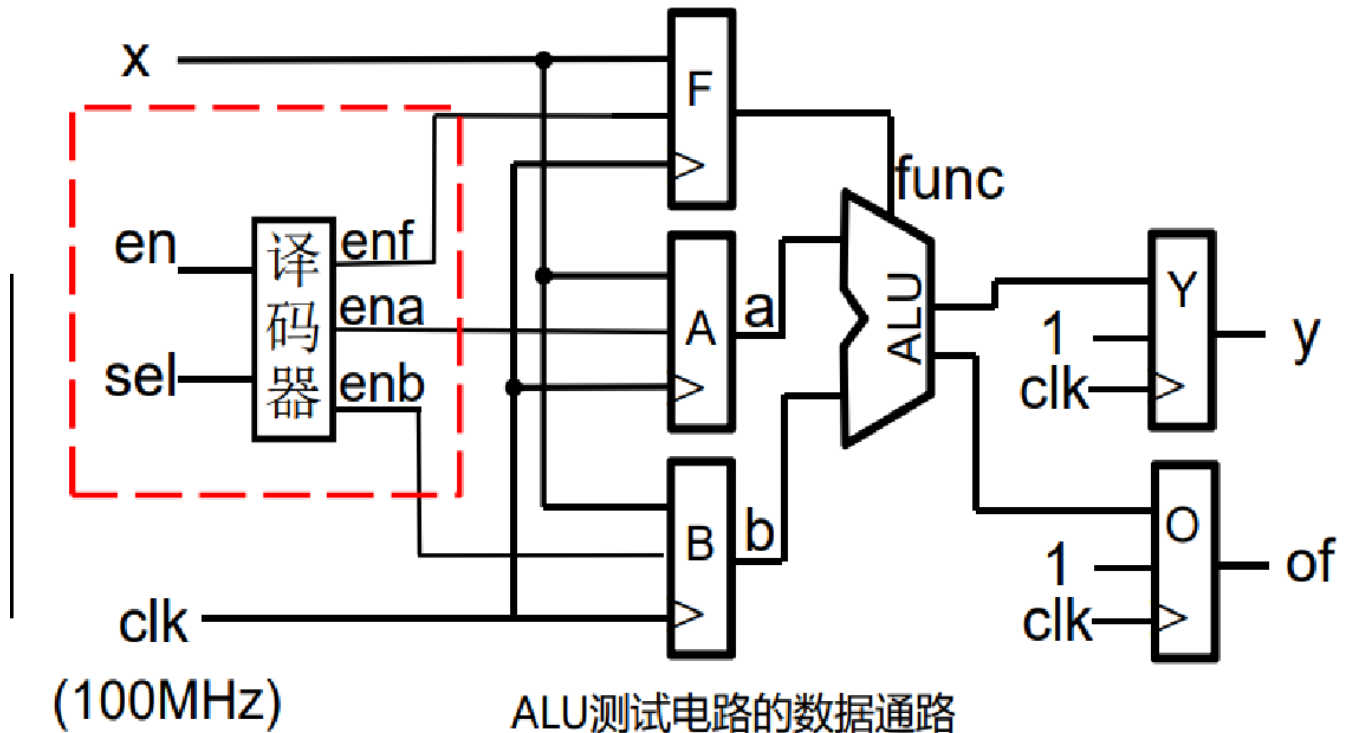 x
F
func
en
译码器
enf
ena
enb
sel
A
a
ALU
Y
1
clk
y
B
b
O
1
clk
of
clk
(100MHz)
ALU测试电路的数据通路